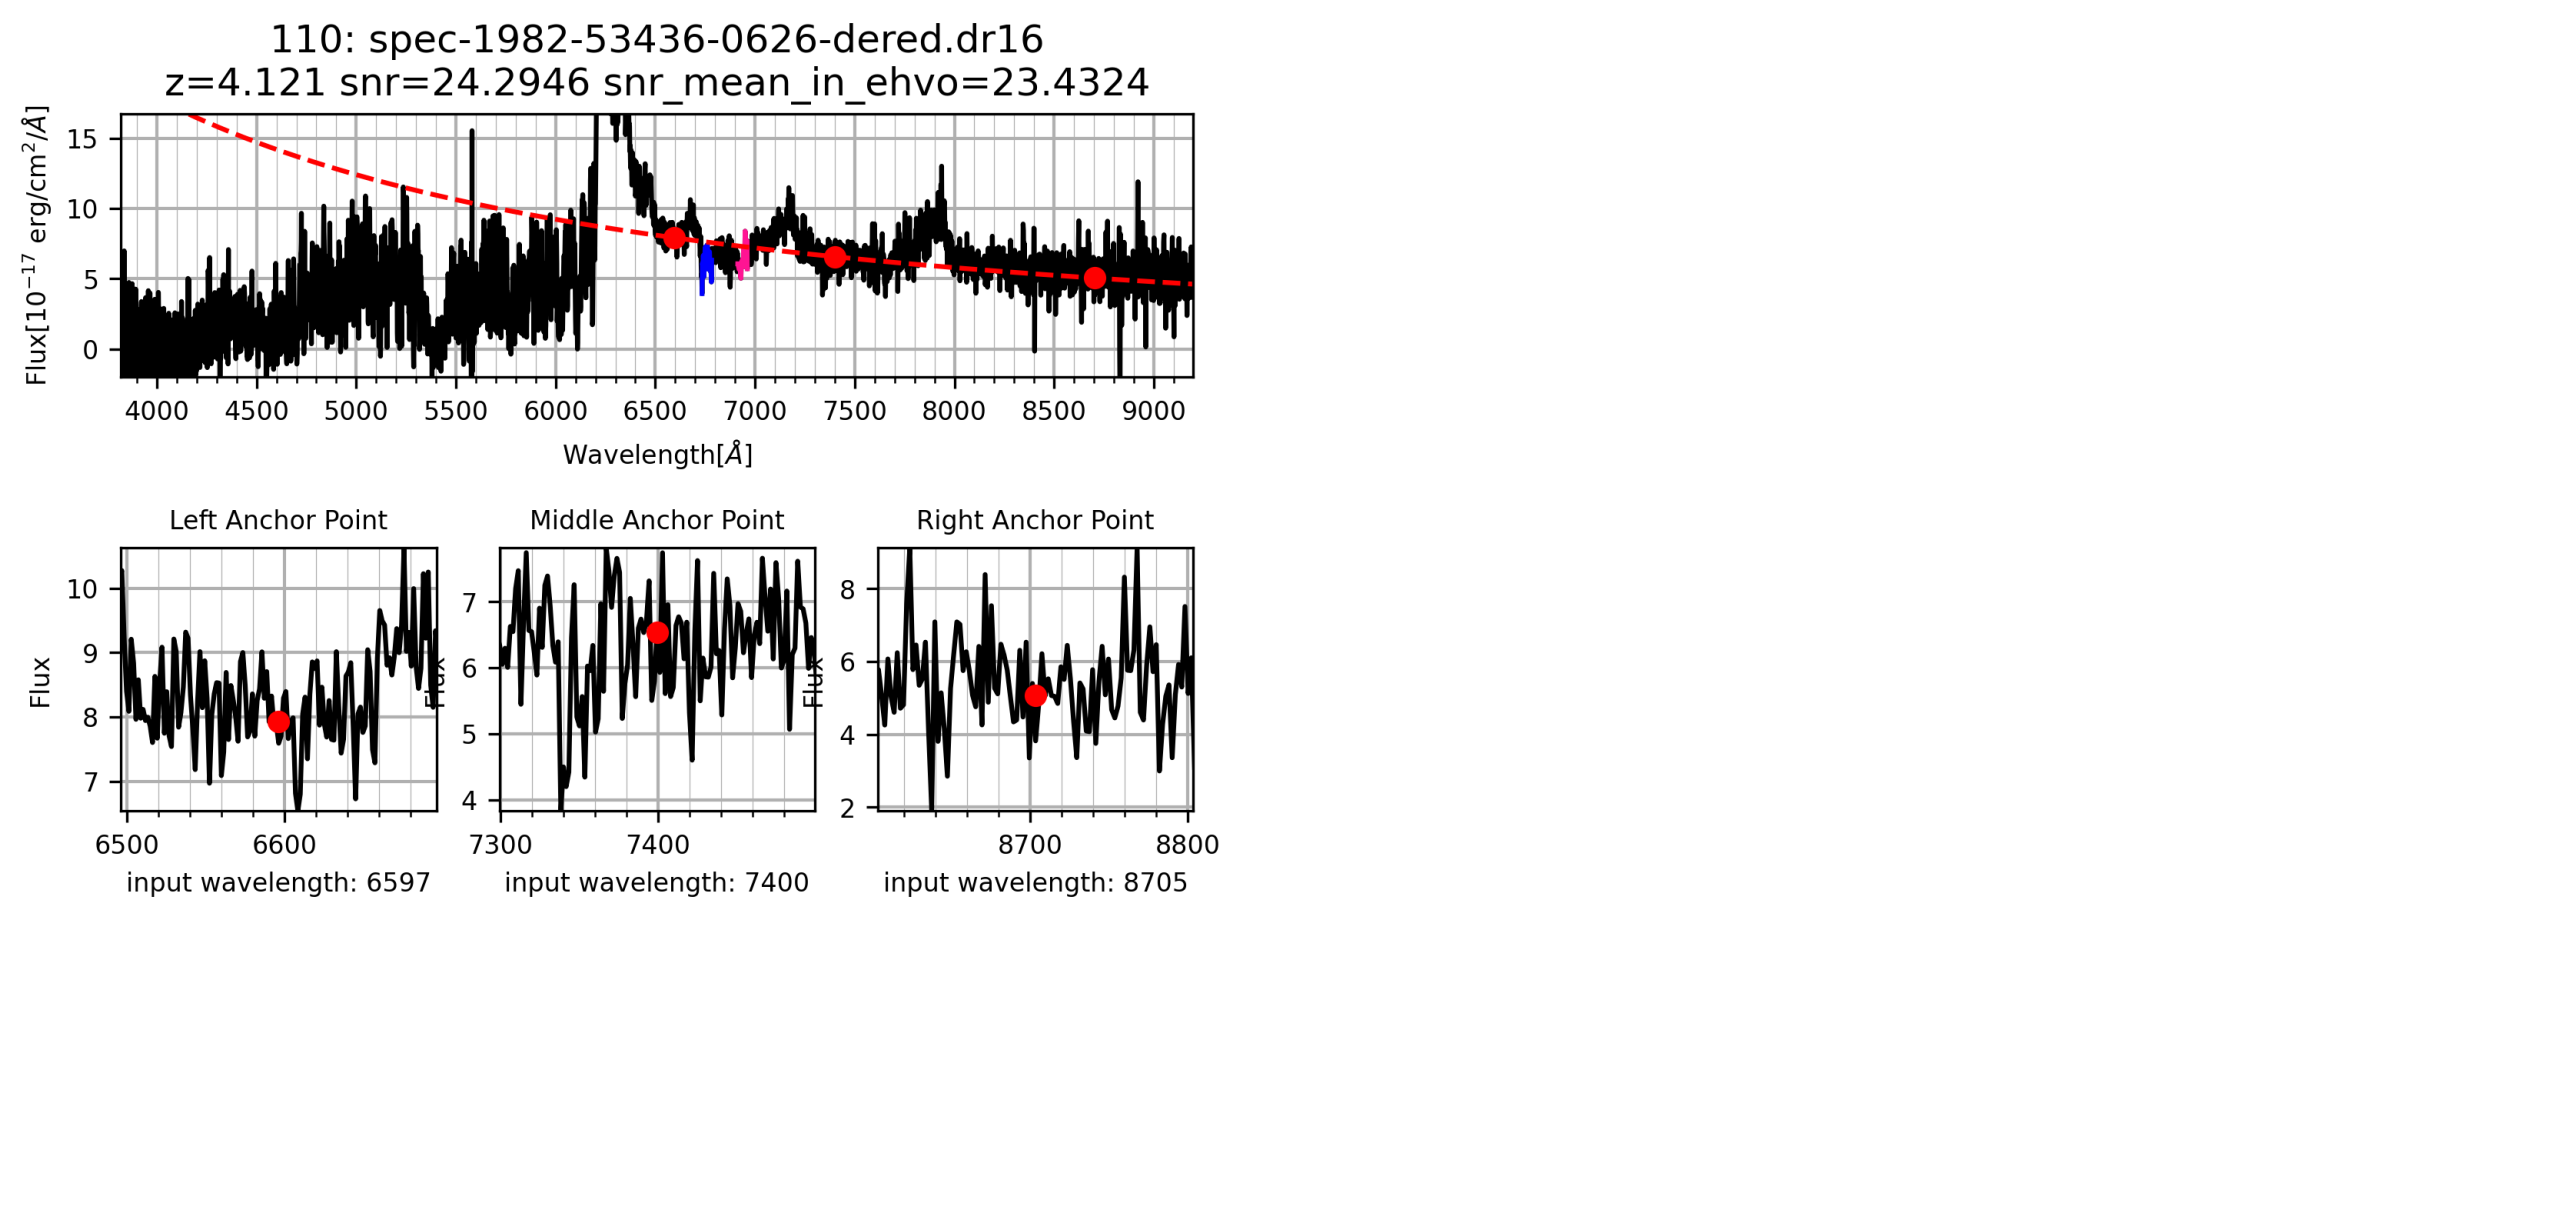 110: spec-1982-53436-0626-dered.dr16
z=4.121 snr=24.2946 snr_mean_in_ehvo=23.4324
Flux[10⁻¹⁷ erg/cm²/Å]
15
10
5
0
4000 4500 5000 5500 6000 6500 7000 7500 8000 8500 9000
Wavelength[Å]
Left Anchor Point
Flux
10
9
8
7
6500 6600
input wavelength: 6597
Middle Anchor Point
Flux
7
6
5
4
7300 7400
input wavelength: 7400
Right Anchor Point
Flux
8
6
4
2
8700 8800
input wavelength: 8705